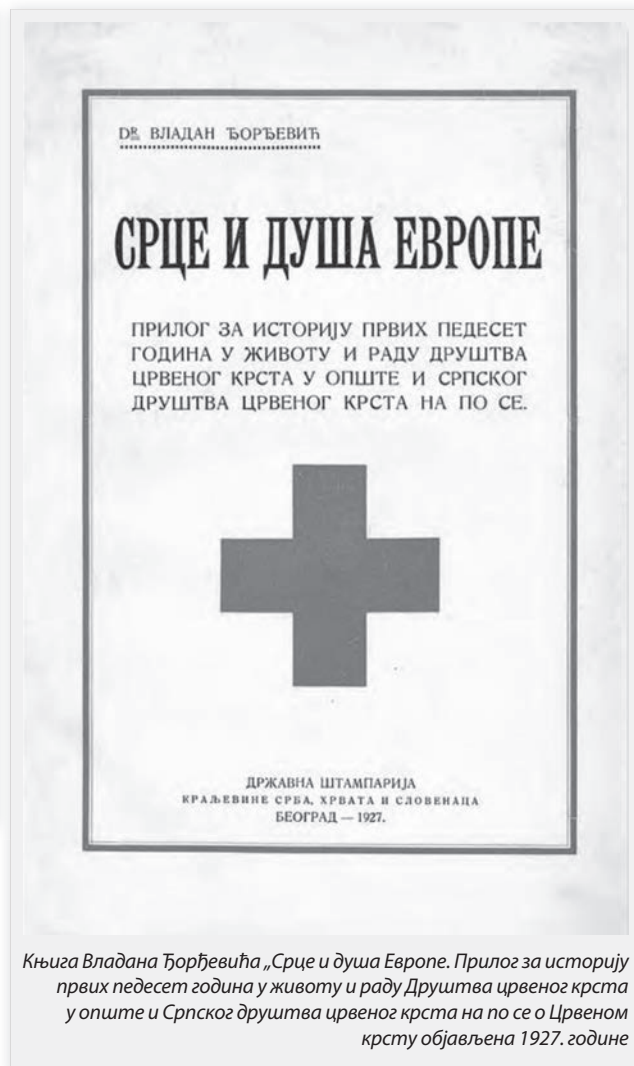 DR ВЛАДАН ЂОРЂЕВИЋ
СРЦЕ И ДУША ЕВРОПЕ
ПРИЛОГ ЗА ИСТОРИЈУ ПРВИХ ПЕДЕСЕТ
ГОДИНА У ЖИВОТУ И РАДУ ДРУШТВА
ЦРВЕНОГ КРСТА У ОПШТЕ И СРПСКОГ
ДРУШТВА ЦРВЕНОГ КРСТА НА ПО СЕ.
ДРЖАВНА ШТАМПАРИЈА
КРАЉЕВИНЕ СРБА, ХРВАТА И СЛОВЕНАЦА
БЕОГРАД — 1927.
Књига Владана Ђорђевића „Срце и душа Европе. Прилог за историју
првих педесет година у животу и раду Друштва црвеног крста
у опште и Српског друштва црвеног крста на по се о Црвеном
крсту објављена 1927. године